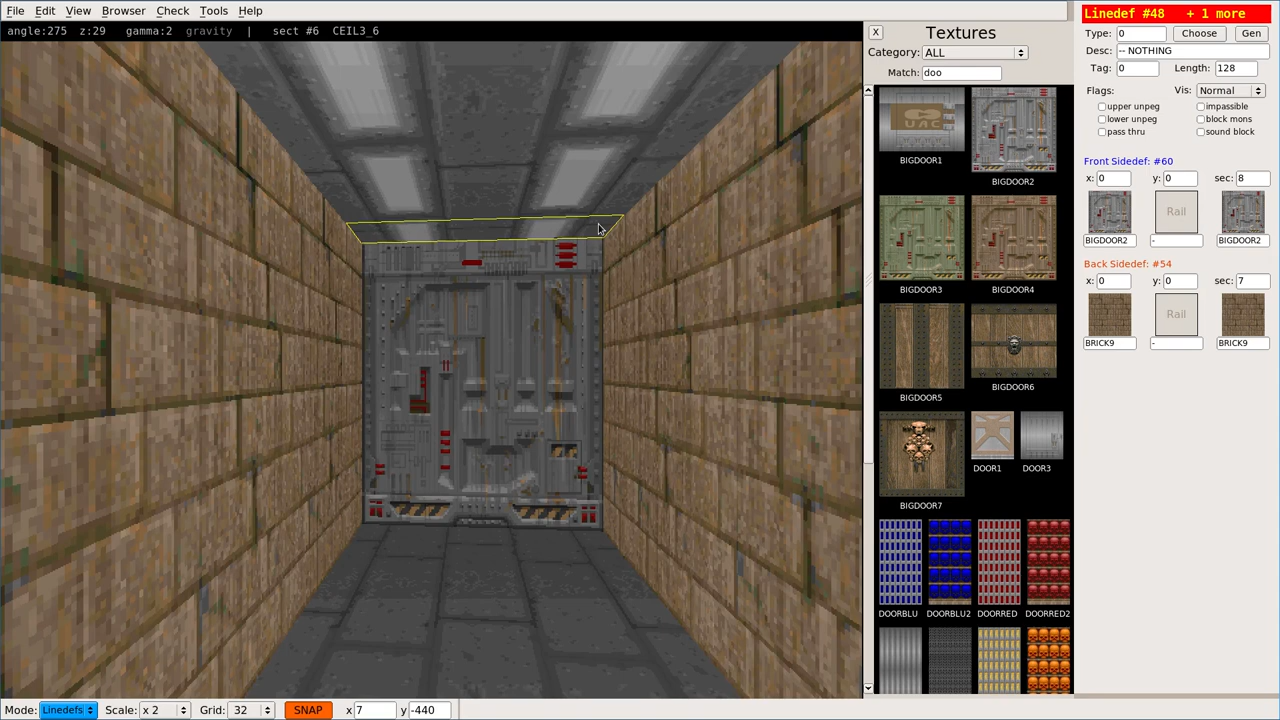 File Edit View Browser Check Tools Help
angle:275 z:29 gamma:2 gravity | sect #6 CEIL3_6
X Textures
Category: ALL
Match: doo
UAC
BIGDOOR1
BIGDOOR2
BIGDOOR3
BIGDOOR4
BIGDOOR5
BIGDOOR6
BIGDOOR7
DOOR1
DOOR3
DOORBLU DOORBLU2 DOORRED DOORRED2
Linedef #48 + 1 more
Type: 0 Choose Gen
Desc: -- NOTHING
Tag: 0 Length: 128
Flags: Vis: Normal
upper unpeg impassible
lower unpeg block mons
pass thru sound block
Front Sidedef: #60
x: 0 y: 0 sec: 8
Rail
BIGDOOR2 - BIGDOOR2
Back Sidedef: #54
x: 0 y: 0 sec: 7
Rail
BRICK9 - BRICK9
Mode: Linedefs Scale: x 2 Grid: 32 SNAP x 7 y -440